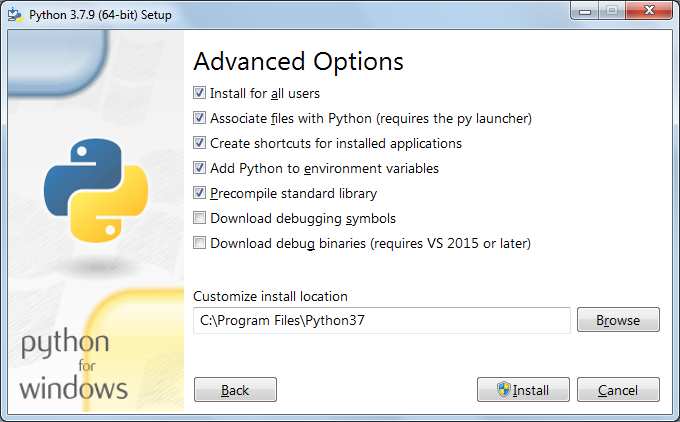 Python 3.7.9 (64-bit) Setup
Advanced Options
Install for all users
Associate files with Python (requires the py launcher)
Create shortcuts for installed applications
Add Python to environment variables
Precompile standard library
Download debugging symbols
Download debug binaries (requires VS 2015 or later)
Customize install location
C:\Program Files\Python37
Browse
python
for
windows
Back
Install
Cancel